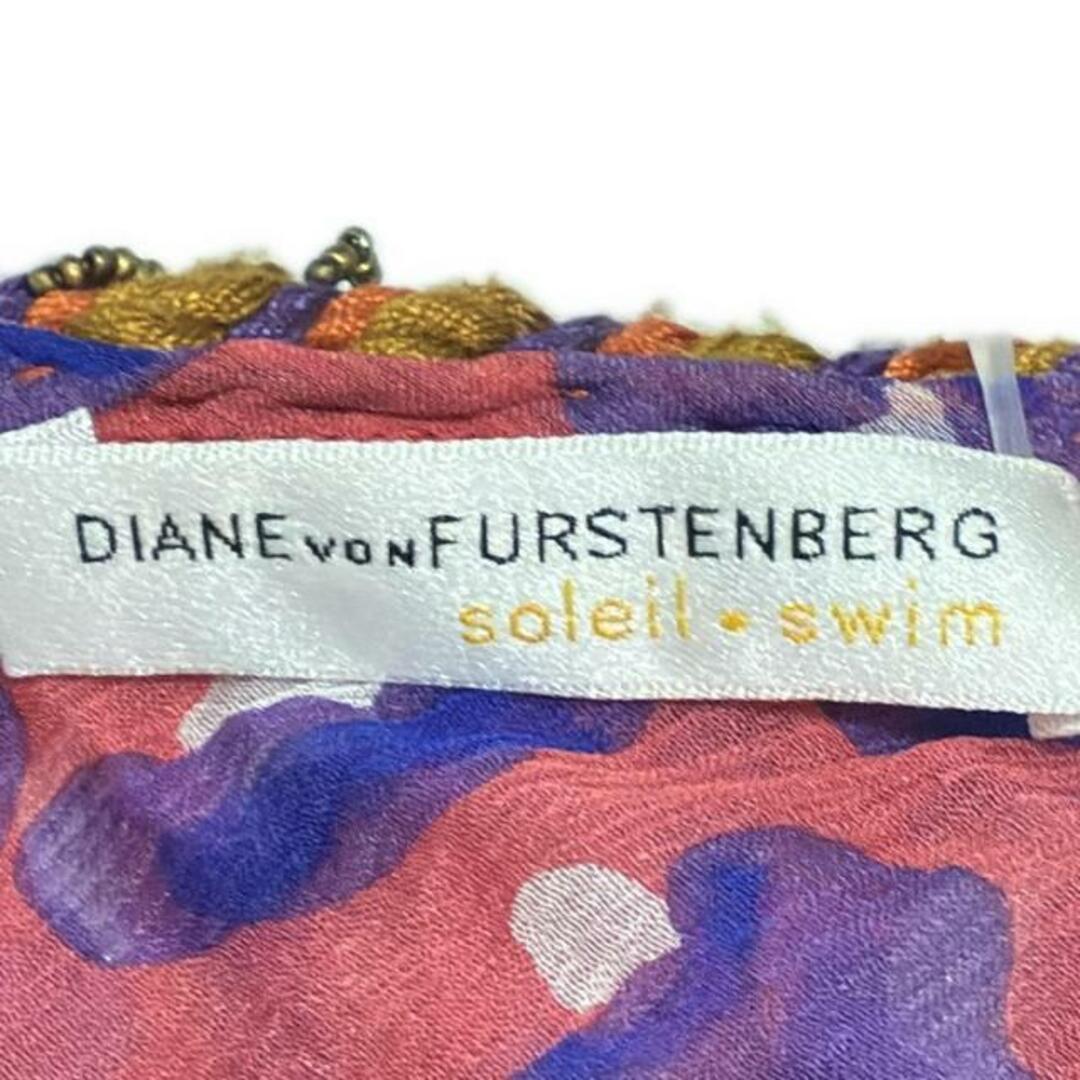 DIANE VON FURSTENBERG
soleil • swim